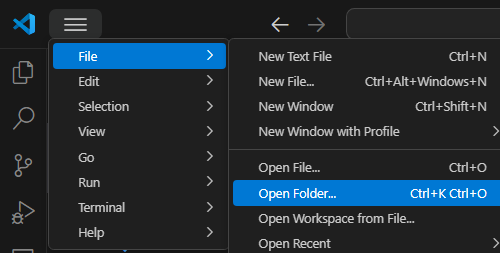 File
Edit
Selection
View
Go
Run
Terminal
Help
New Text File Ctrl+N
New File... Ctrl+Alt+Windows+N
New Window Ctrl+Shift+N
New Window with Profile
Open File... Ctrl+O
Open Folder... Ctrl+K Ctrl+O
Open Workspace from File...
Open Recent